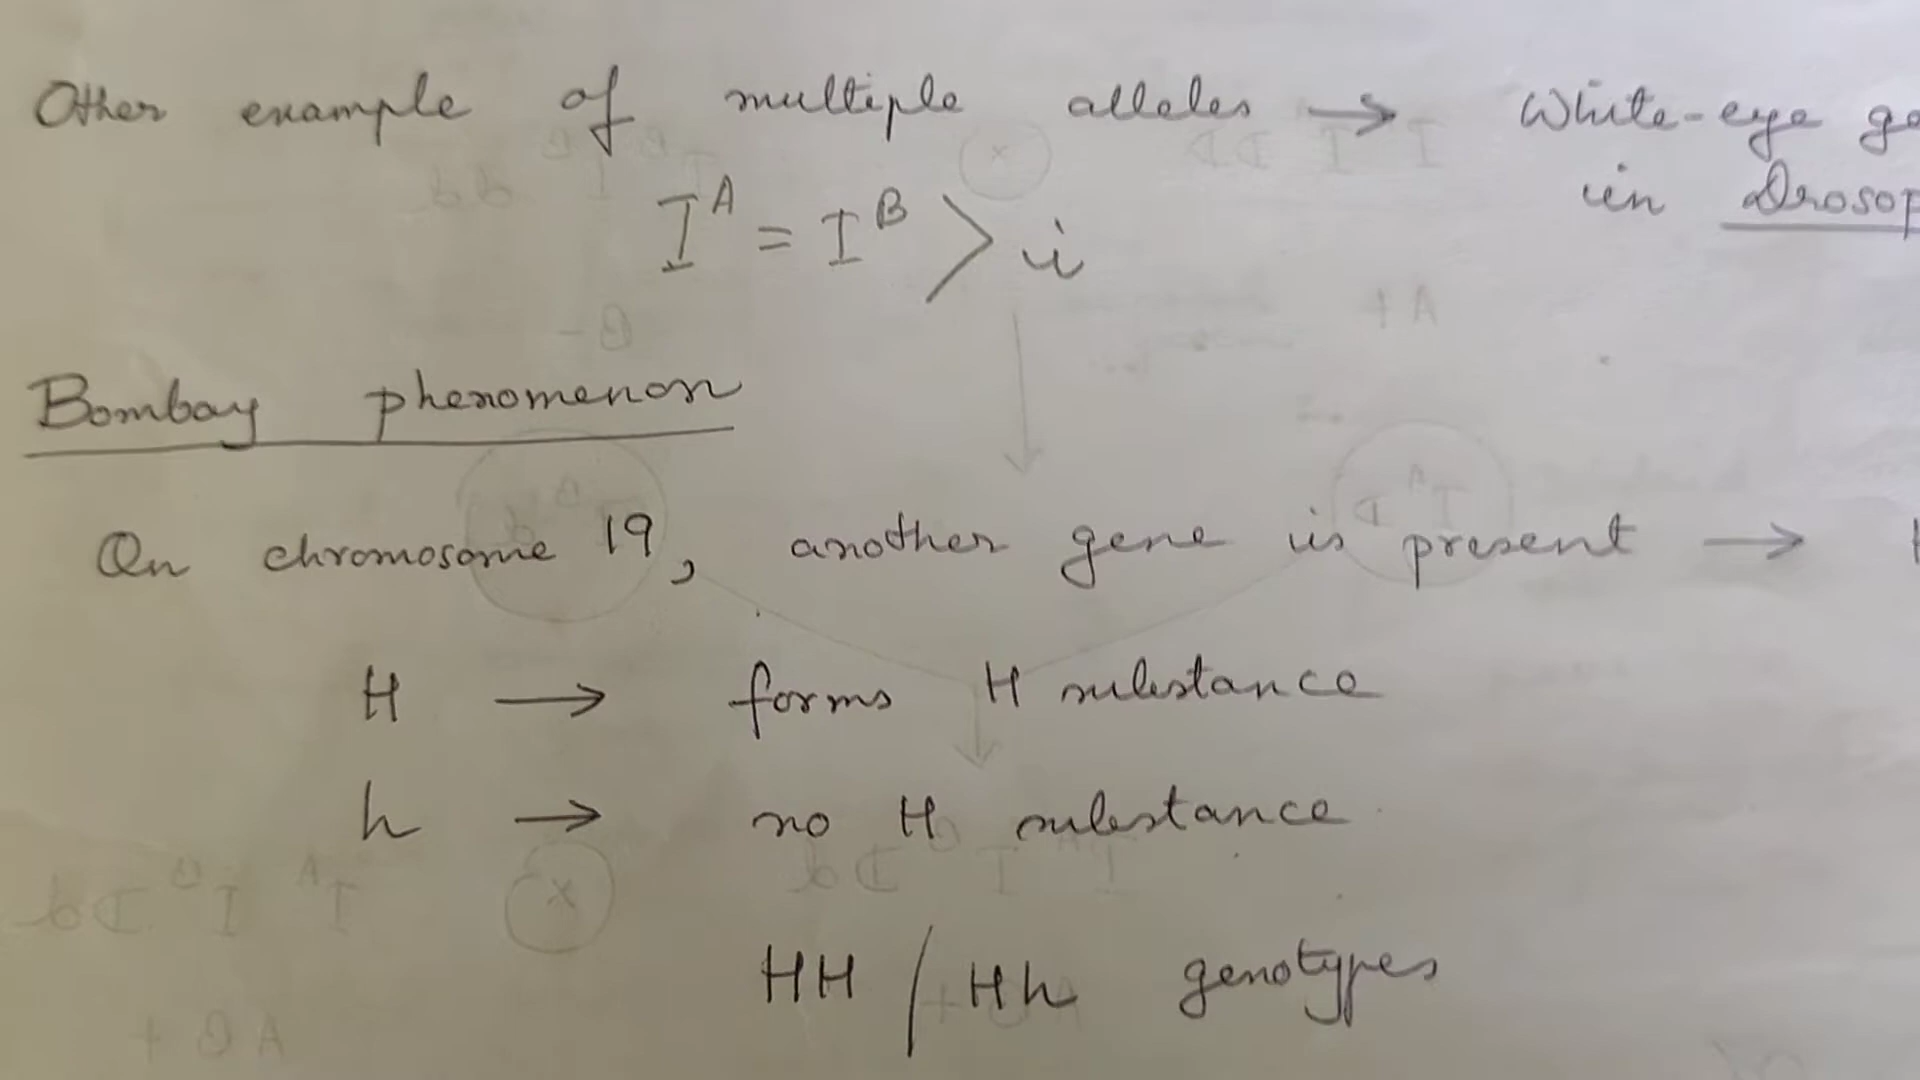 Other example of multiple alleles → White-eye
in
I^A = I^B > i
Bombay phenomenon
On chromosome 19, another gene is present →
H → forms H substance
h → no H substance
HH / Hh genotypes